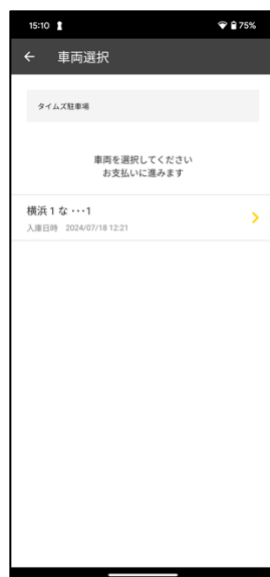 15:10 75%
← 車両選択
タイムズ駐車場
車両を選択してください
お支払いに進みます
横浜 1 な ･･･1
入庫日時 2024/07/18 12:21